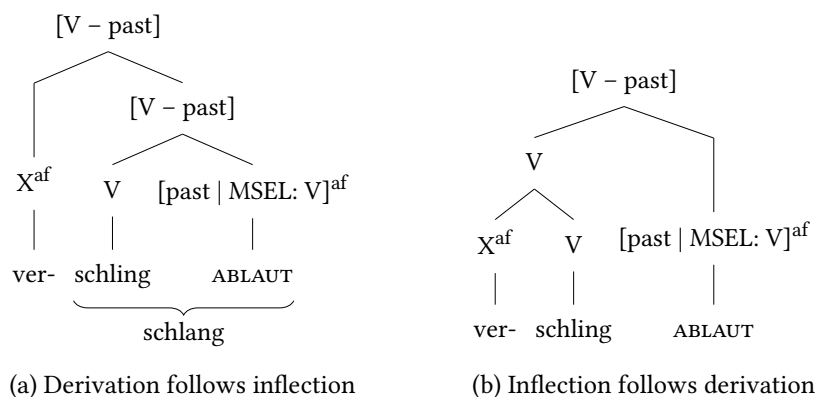 [V – past]
[V – past]
X^af V [past | MSEL: V]^af
ver- schling ABLAUT
schlang
(a) Derivation follows inflection
[V – past]
V
X^af V [past | MSEL: V]^af
ver- schling ABLAUT
(b) Inflection follows derivation